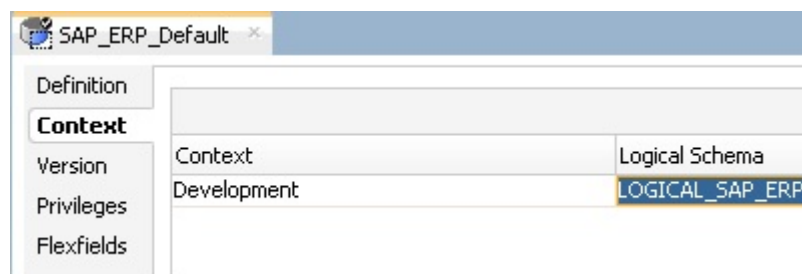 SAP_ERP_Default
Definition
Context
Version
Privileges
Flexfields
Context Logical Schema
Development LOGICAL_SAP_ERP